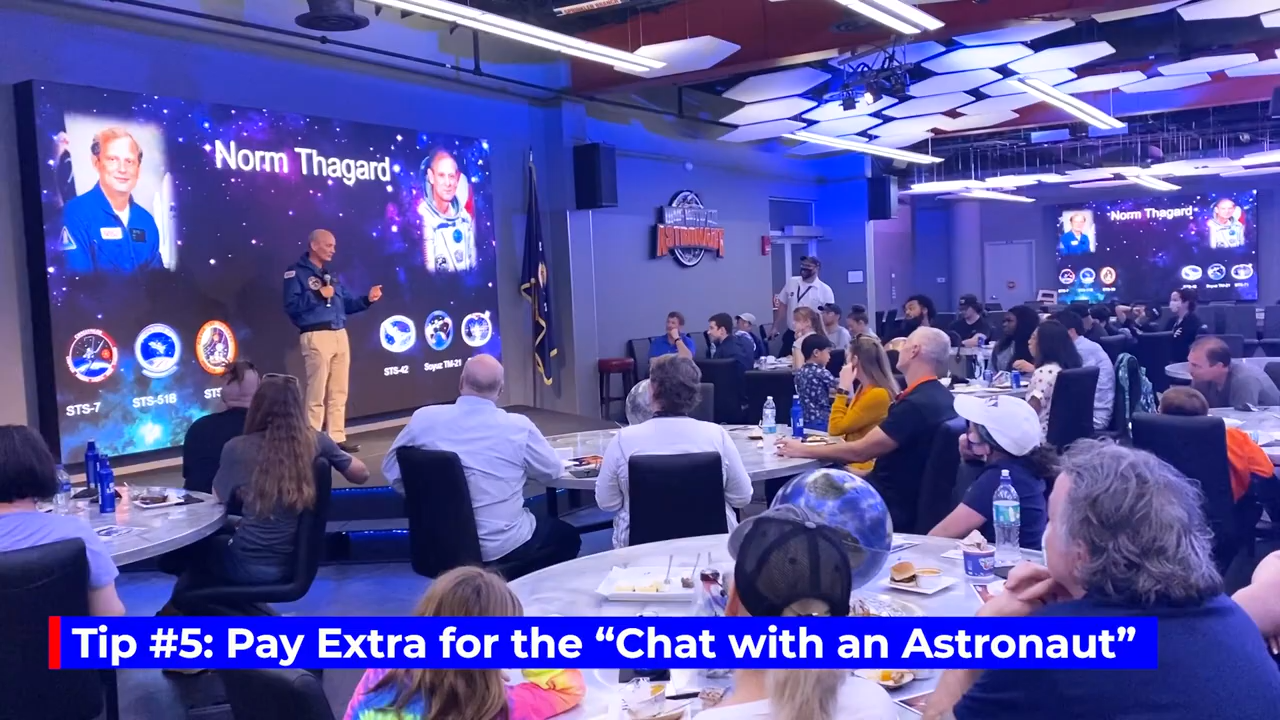 Norm Thagard
STS-7
STS-51B
STS-42
Soyuz TM-21
ASTRONAUTS
Norm Thagard
Tip #5: Pay Extra for the “Chat with an Astronaut”